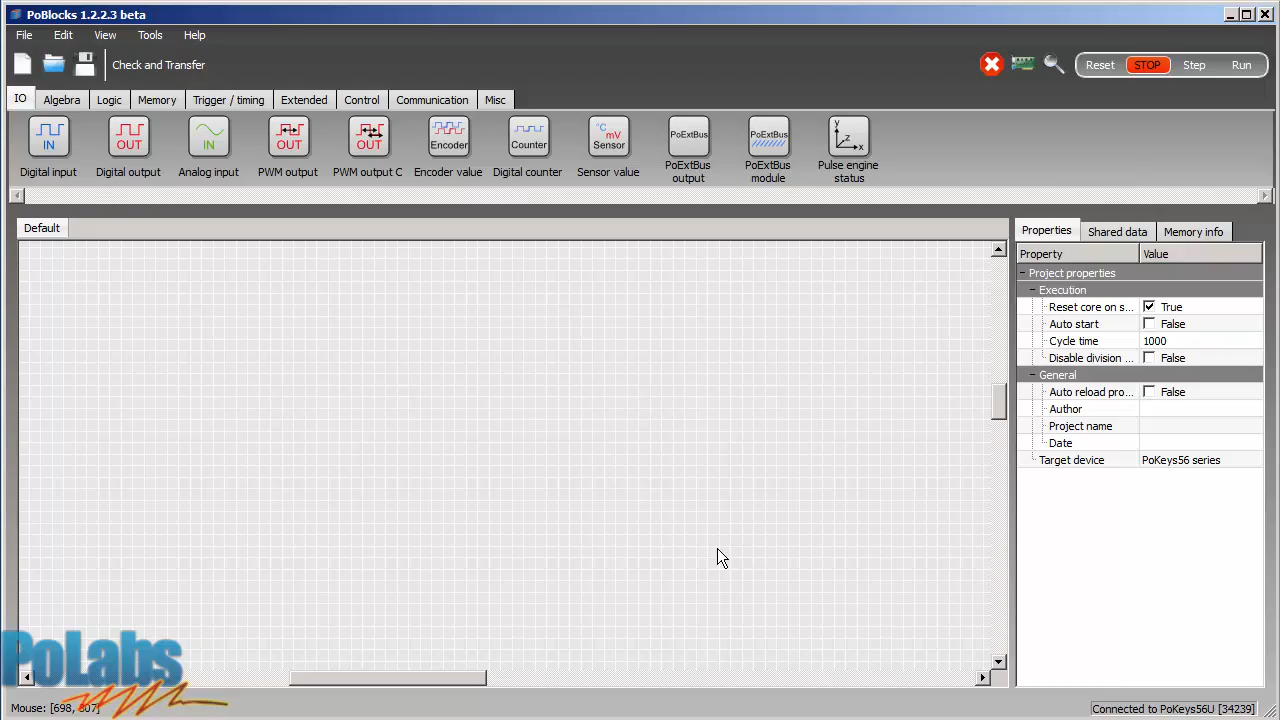 PoBlocks 1.2.2.3 beta
File Edit View Tools Help
Check and Transfer
Reset STOP Step Run
IO Algebra Logic Memory Trigger / timing Extended Control Communication Misc
IN OUT IN OUT OUT Encoder Counter °C mV Sensor PoExtBus PoExtBus y z x
Digital input Digital output Analog input PWM output PWM output C Encoder value Digital counter Sensor value PoExtBus output PoExtBus module Pulse engine status
Default
Properties Shared data Memory info
Property Value
Project properties
Execution
Reset core on s... True
Auto start False
Cycle time 1000
Disable division ... False
General
Auto reload pro... False
Author
Project name
Date
Target device PoKeys56 series
PoLabs
Mouse: [698, 307]
Connected to PoKeys56U [34239]